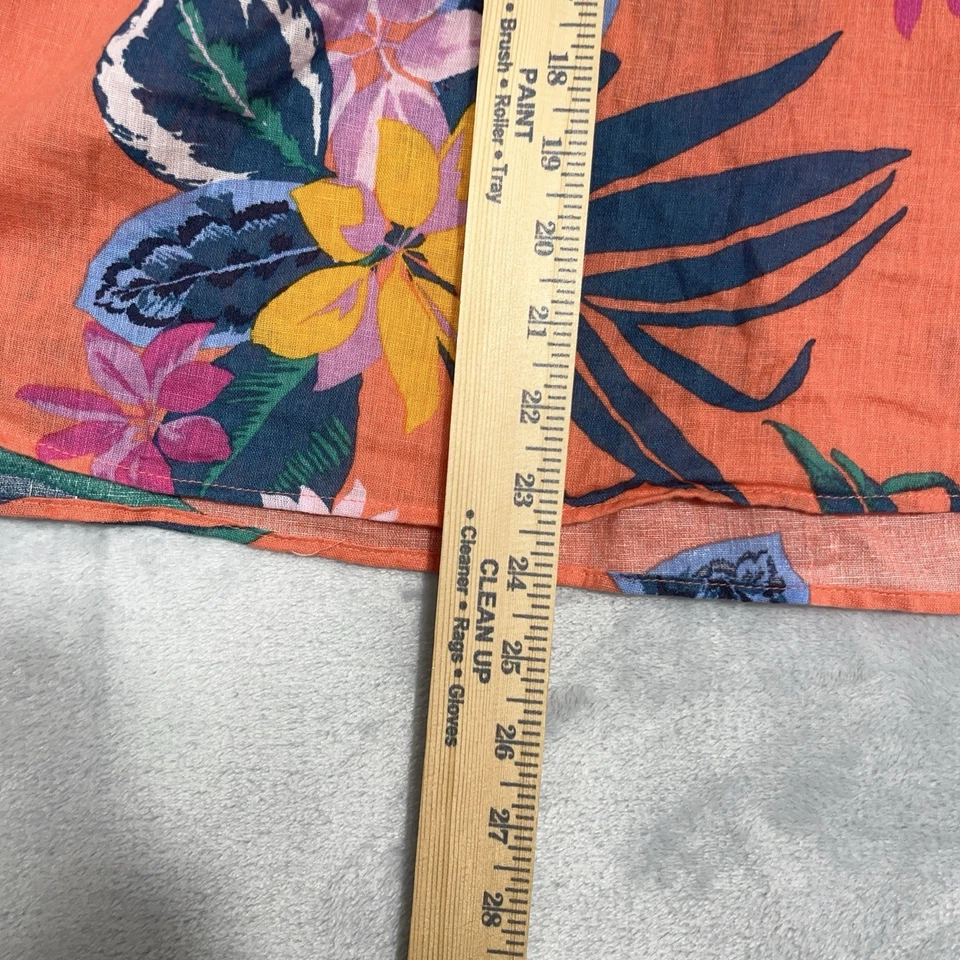 • Brush • Roller • Tray
PAINT
18
19
20
21
22
23
• Cleaner • Rags • Gloves
CLEAN UP
24
25
26
27
28